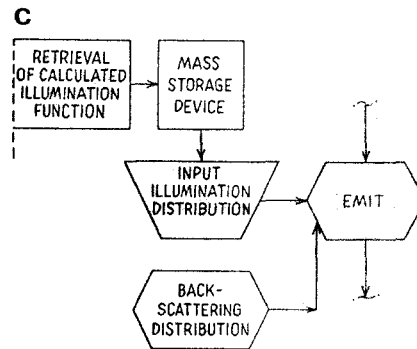 C
RETRIEVAL
OF CALCULATED
ILLUMINATION
FUNCTION
MASS
STORAGE
DEVICE
INPUT
ILLUMINATION
DISTRIBUTION
EMIT
BACK-
SCATTERING
DISTRIBUTION